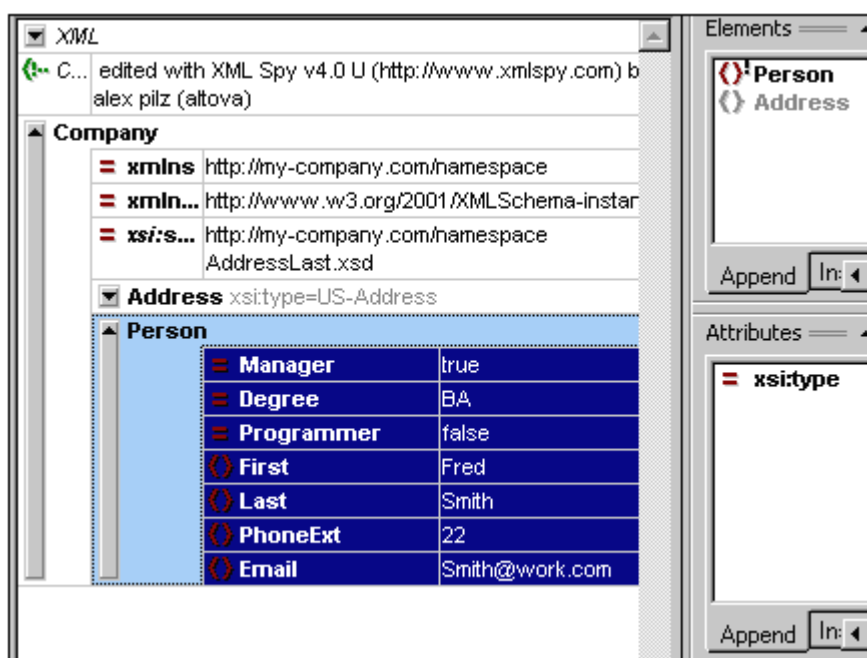 XML
C... edited with XML Spy v4.0 U (http://www.xmlspy.com) b
alex pilz (altova)
Company
= xmlns http://my-company.com/namespace
= xmln... http://www.w3.org/2001/XMLSchema-instan
= xsi:s... http://my-company.com/namespace
AddressLast.xsd
Address xsi:type=US-Address
Person
= Manager true
= Degree BA
= Programmer false
() First Fred
() Last Smith
() PhoneExt 22
() Email Smith@work.com
Elements
() Person
() Address
Append In:
Attributes
= xsi:type
Append In: